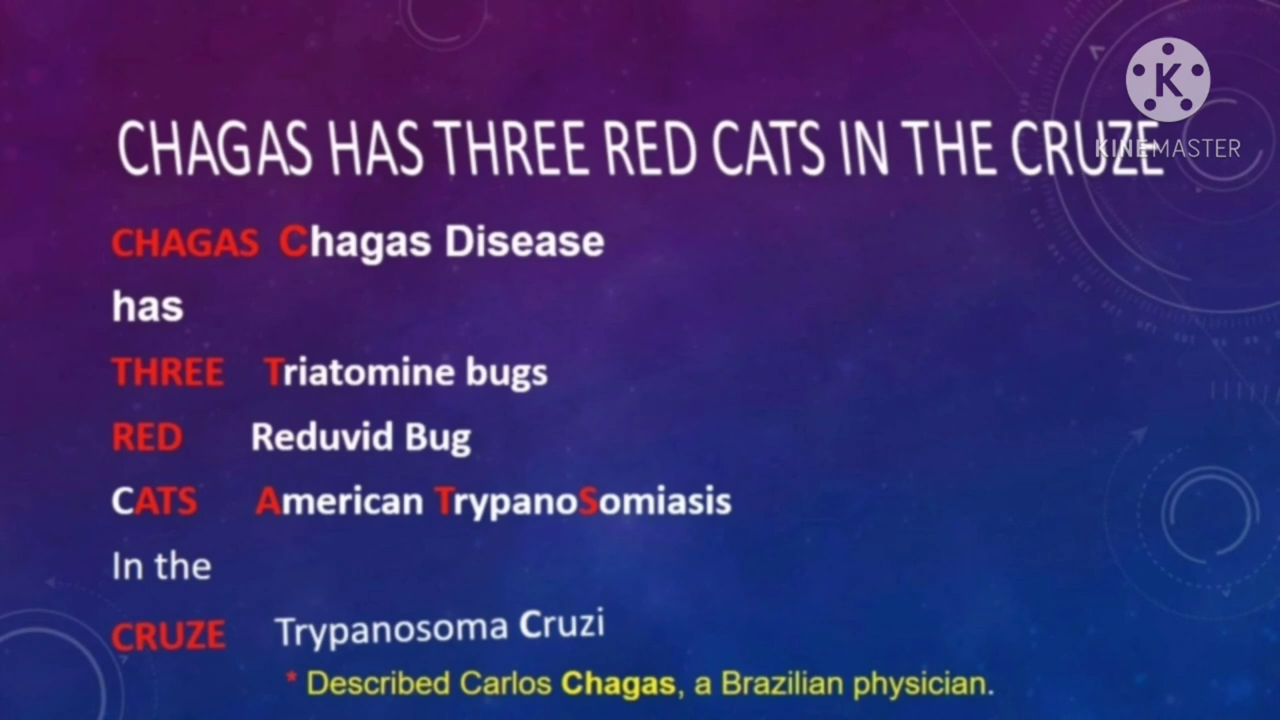 K
KINEMASTER
CHAGAS HAS THREE RED CATS IN THE CRUZE
CHAGAS Chagas Disease
has
THREE Triatomine bugs
RED Reduvid Bug
CATS American TrypanoSomiasis
In the
CRUZE Trypanosoma Cruzi
* Described Carlos Chagas, a Brazilian physician.